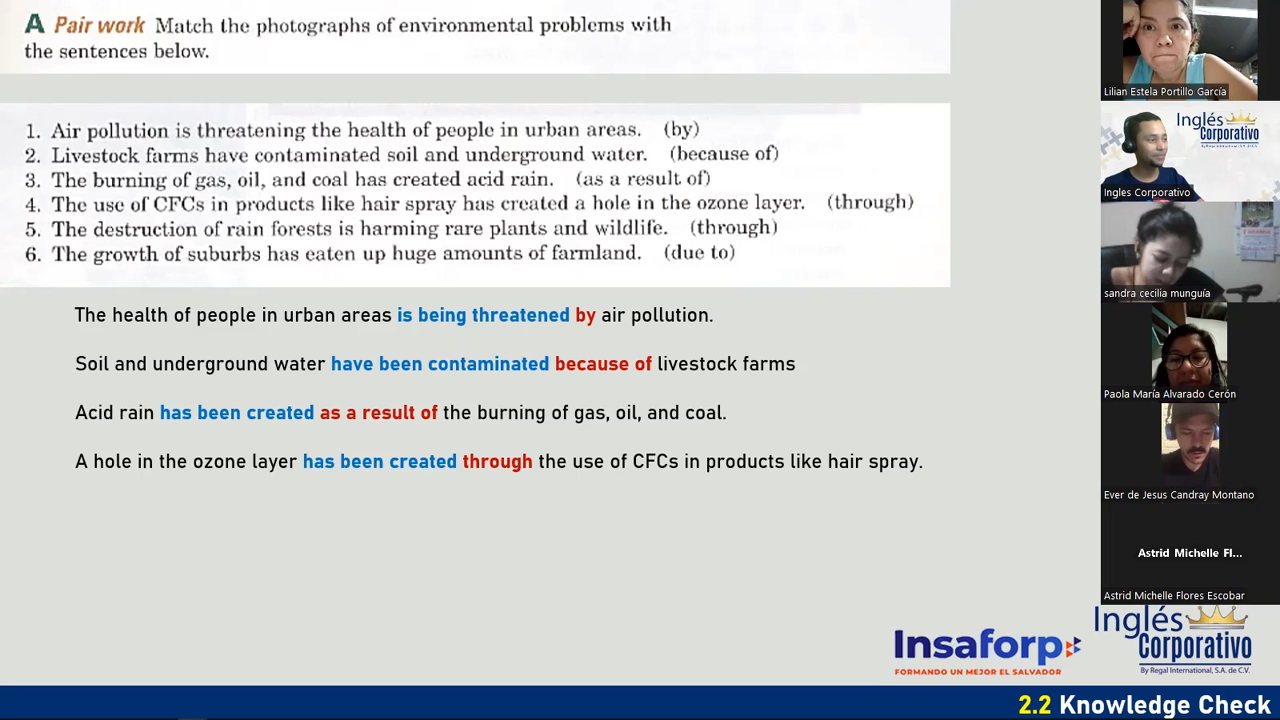 A Pair work Match the photographs of environmental problems with
the sentences below.
1. Air pollution is threatening the health of people in urban areas. (by)
2. Livestock farms have contaminated soil and underground water. (because of)
3. The burning of gas, oil, and coal has created acid rain. (as a result of)
4. The use of CFCs in products like hair spray has created a hole in the ozone layer. (through)
5. The destruction of rain forests is harming rare plants and wildlife. (through)
6. The growth of suburbs has eaten up huge amounts of farmland. (due to)
The health of people in urban areas is being threatened by air pollution.
Soil and underground water have been contaminated because of livestock farms
Acid rain has been created as a result of the burning of gas, oil, and coal.
A hole in the ozone layer has been created through the use of CFCs in products like hair spray.
Lilian Estela Portillo García
Inglés
Corporativo
By Regal International, S.A. de C.V.
Ingles Corporativo
sandra cecilia munguía
Paola María Alvarado Cerón
Ever de Jesus Candray Montano
Astrid Michelle Fl...
Astrid Michelle Flores Escobar
Insaforp
FORMANDO UN MEJOR EL SALVADOR
Inglés
Corporativo
By Regal International, S.A. de C.V.
2.2 Knowledge Check